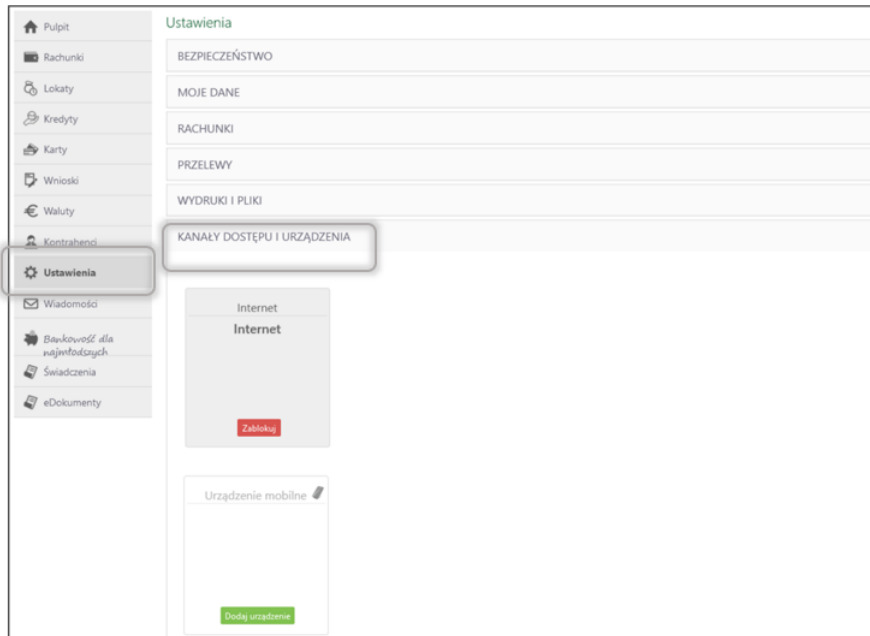 Pulpit
Rachunki
Lokaty
Kredyty
Karty
Wnioski
Waluty
Kontrahenci
Ustawienia
Wiadomości
Bankowość dla
najmłodszych
Świadczenia
eDokumenty
Ustawienia
BEZPIECZEŃSTWO
MOJE DANE
RACHUNKI
PRZELEWY
WYDRUKI I PLIKI
KANAŁY DOSTĘPU I URZĄDZENIA
Internet
Internet
Zablokuj
Urządzenie mobilne
Dodaj urządzenie